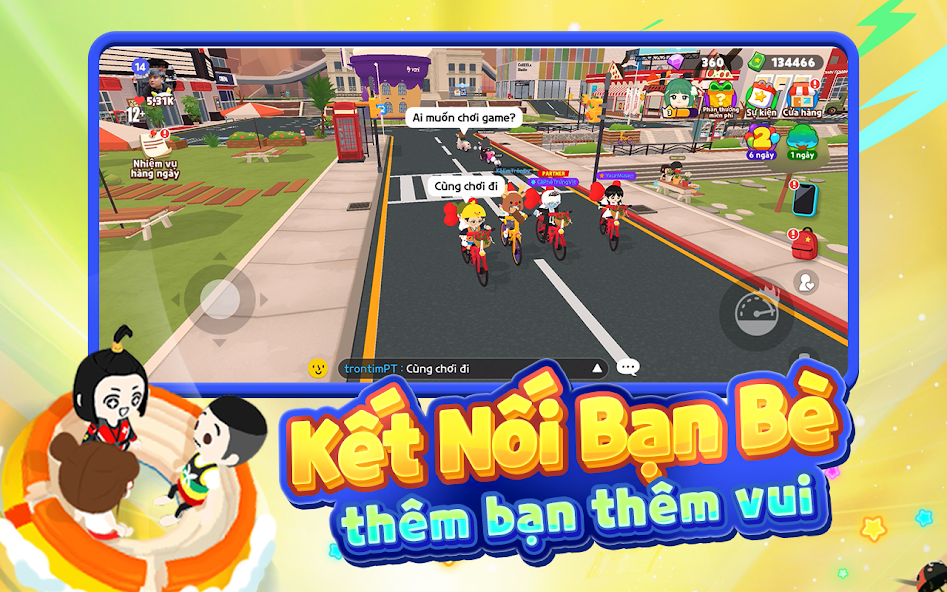 14
5,31K
12+
Nhiệm vụ
hàng ngày
360
134466
Phần thưởng
miễn phí
Sự kiện
Cửa hàng
2
6 ngày
1 ngày
Ai muốn chơi game?
Cùng chơi đi
PARTNER
trontimPT : Cùng chơi đi
Kết Nối Bạn Bè
thêm bạn thêm vui